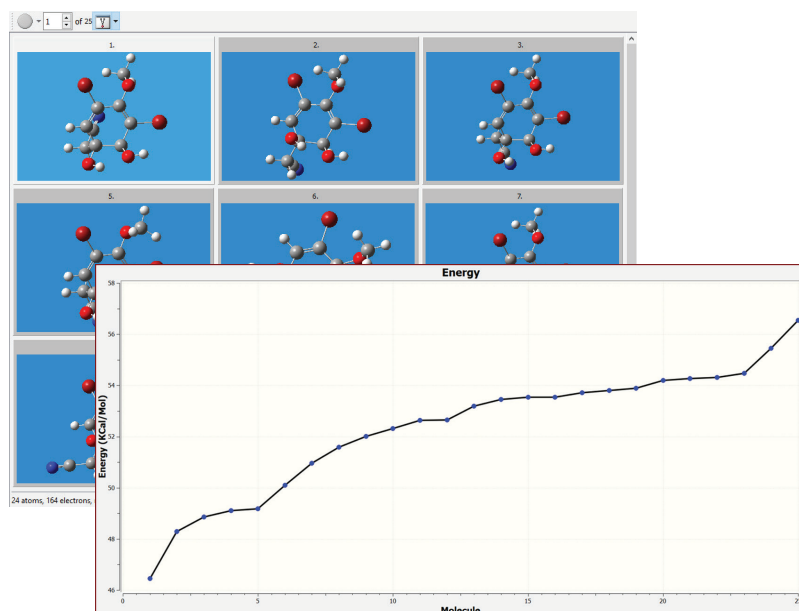 1 of 25
1. 2. 3.
5. 6. 7.
24 atoms, 164 electrons,
Energy
Energy (KCal/Mol)
58
56
54
52
50
48
46
0 5 10 15 20
Molecule